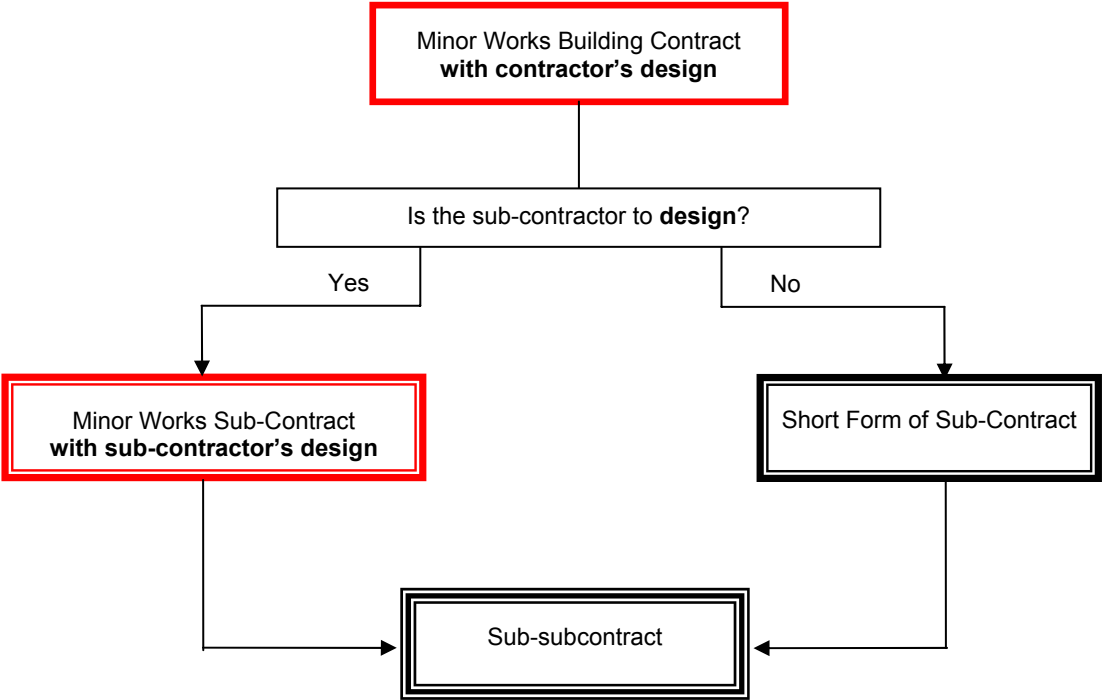 Minor Works Building Contract
with contractor’s design
Is the sub-contractor to design?
Yes
No
Minor Works Sub-Contract
with sub-contractor’s design
Short Form of Sub-Contract
Sub-subcontract